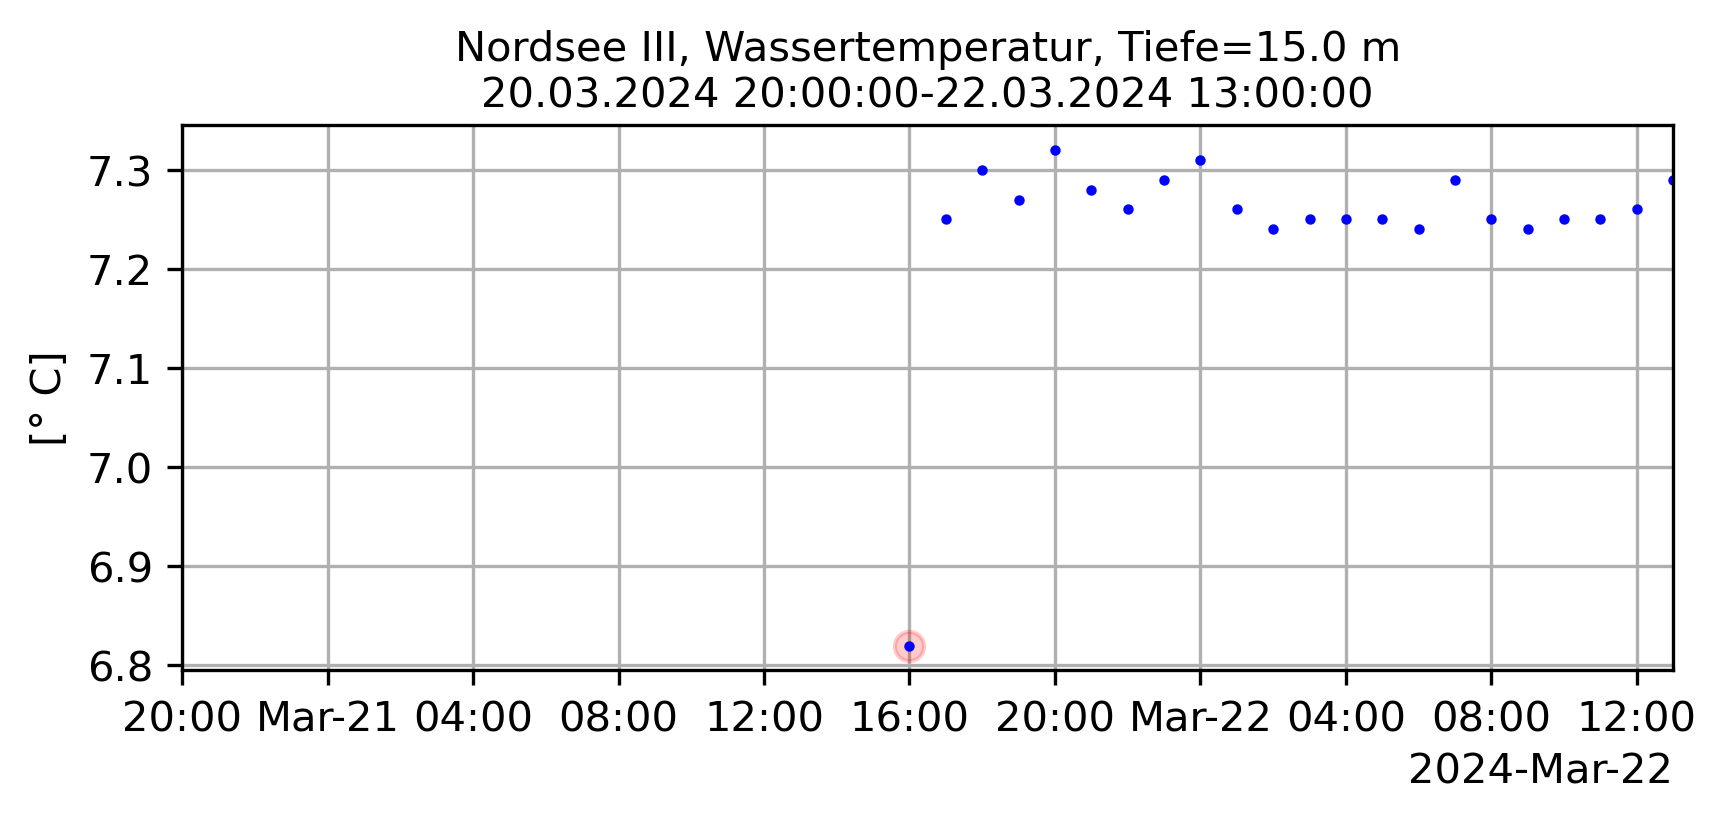 Nordsee III, Wassertemperatur, Tiefe=15.0 m
20.03.2024 20:00:00-22.03.2024 13:00:00
7.3
7.2
7.1
7.0
6.9
6.8
[° C]
20:00 Mar-21 04:00 08:00 12:00 16:00 20:00 Mar-22 04:00 08:00 12:00
2024-Mar-22